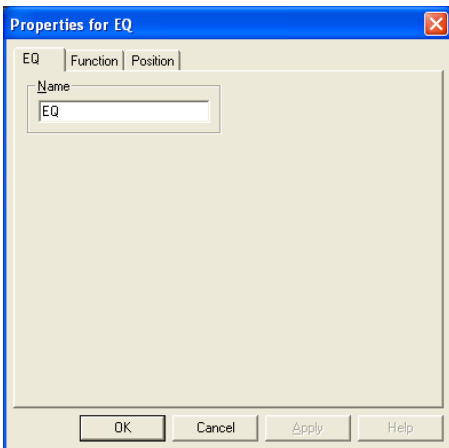 Properties for EQ
EQ Function Position
Name
EQ
OK Cancel Apply Help